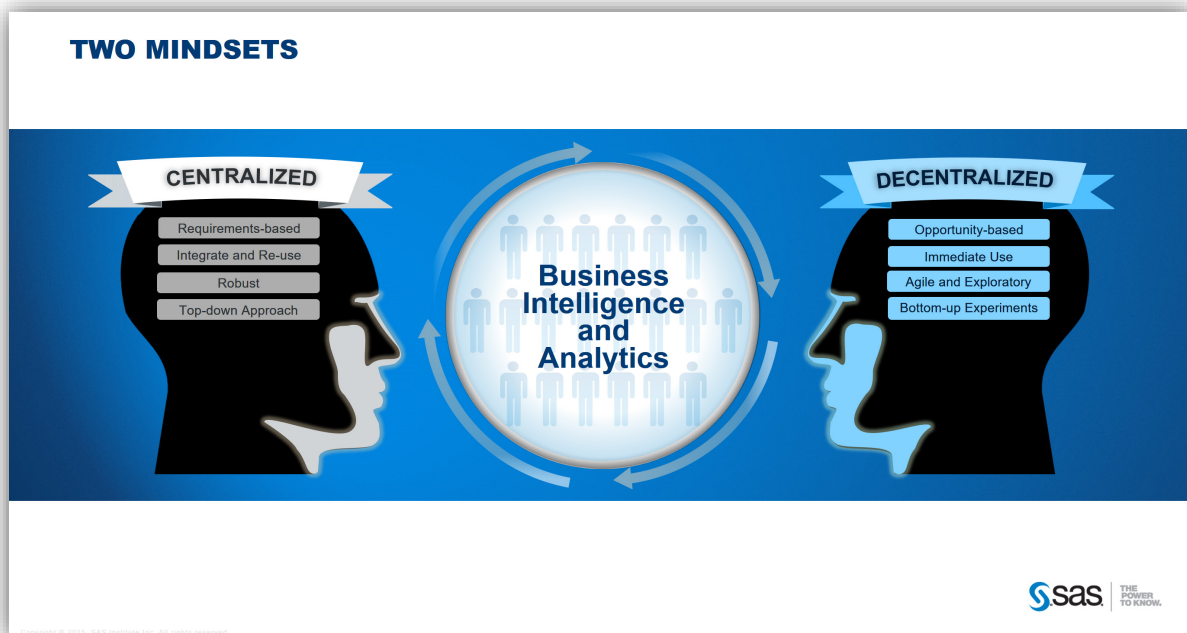 TWO MINDSETS
CENTRALIZED
Requirements-based
Integrate and Re-use
Robust
Top-down Approach
Business
Intelligence
and
Analytics
DECENTRALIZED
Opportunity-based
Immediate Use
Agile and Exploratory
Bottom-up Experiments
sas
THE
POWER
TO KNOW.